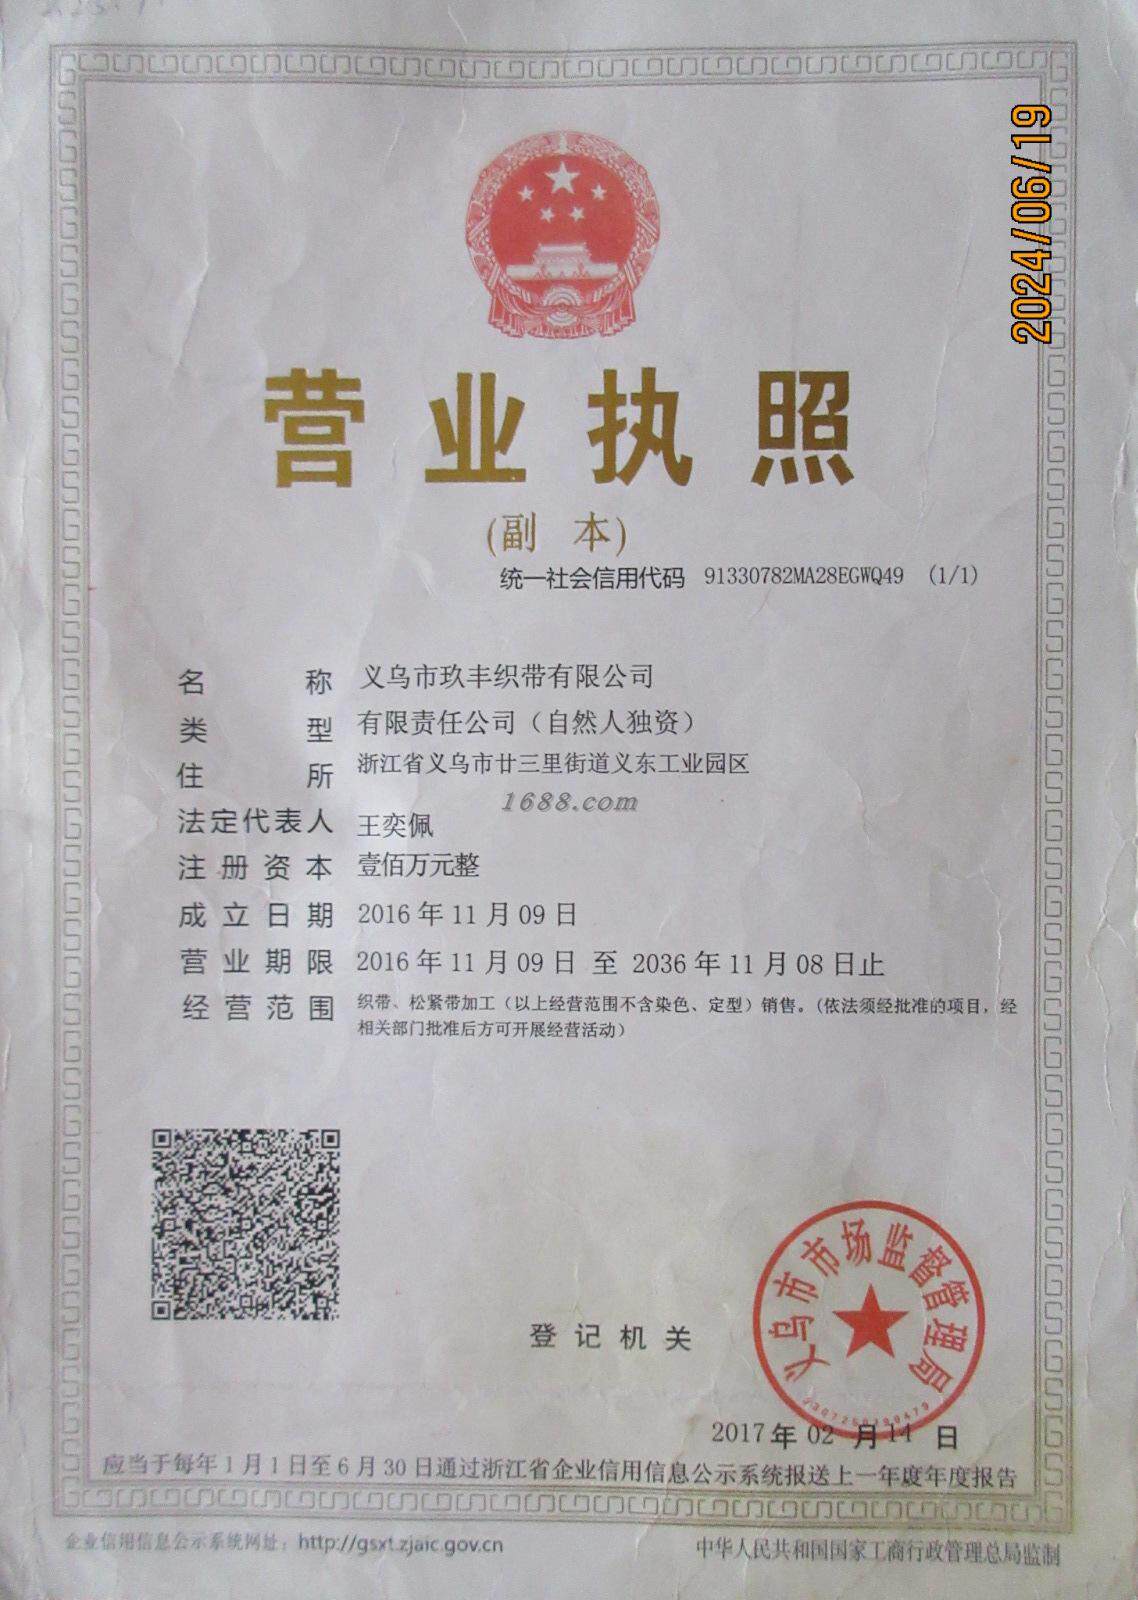 2024/06/19
营业执照
(副 本)
统一社会信用代码 91330782MA28EGWQ49 (1/1)
名称 义乌市玖丰织带有限公司
类型 有限责任公司（自然人独资）
住所 浙江省义乌市廿三里街道义东工业园区
1688.com
法定代表人 王奕佩
注册资本 壹佰万元整
成立日期 2016年11月09日
营业期限 2016年11月09日 至 2036年11月08日止
经营范围 织带、松紧带加工（以上经营范围不含染色、定型）销售。(依法须经批准的项目，经
相关部门批准后方可开展经营活动）
登记机关
义乌市市场监督管理局
2017年02月14日
应当于每年1月1日至6月30日通过浙江省企业信用信息公示系统报送上一年度年度报告
企业信用信息公示系统网址：http://gsxt.zjaic.gov.cn
中华人民共和国国家工商行政管理总局监制